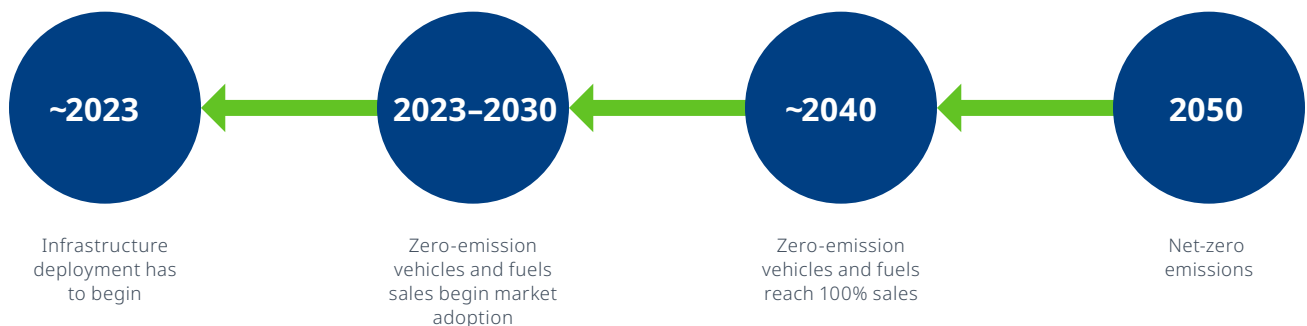 ~2023
2023–2030
~2040
2050
Infrastructure
deployment has
to begin
Zero-emission
vehicles and fuels
sales begin market
adoption
Zero-emission
vehicles and fuels
reach 100% sales
Net-zero
emissions